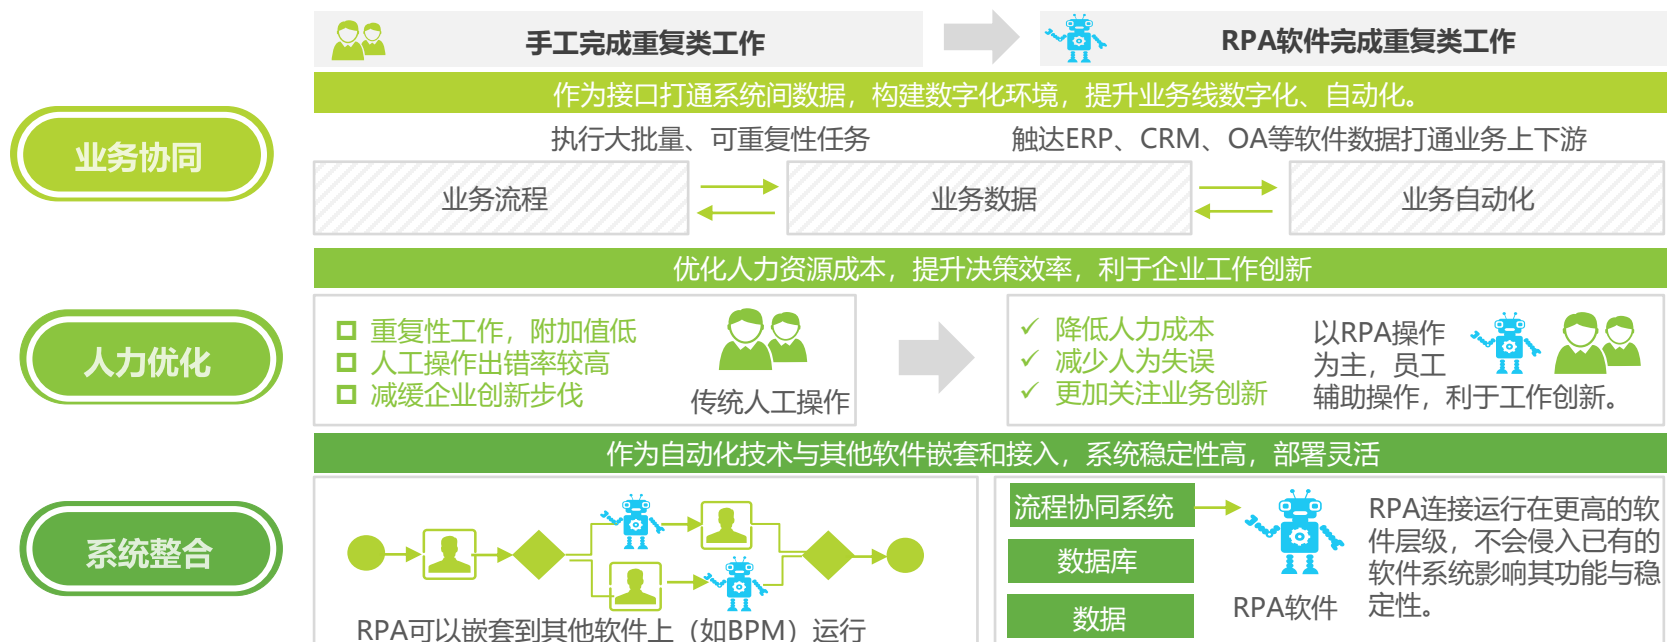 手工完成重复类工作
RPA软件完成重复类工作
作为接口打通系统间数据，构建数字化环境，提升业务线数字化、自动化。
业务协同
执行大批量、可重复性任务
触达ERP、CRM、OA等软件数据打通业务上下游
业务流程
业务数据
业务自动化
优化人力资源成本，提升决策效率，利于企业工作创新
人力优化
重复性工作，附加值低
人工操作出错率较高
减缓企业创新步伐
传统人工操作
降低人力成本
减少人为失误
更加关注业务创新
以RPA操作
为主，员工
辅助操作，利于工作创新。
作为自动化技术与其他软件嵌套和接入，系统稳定性高，部署灵活
系统整合
RPA可以嵌套到其他软件上（如BPM）运行
流程协同系统
数据库
数据
RPA软件
RPA连接运行在更高的软
件层级，不会侵入已有的
软件系统影响其功能与稳
定性。